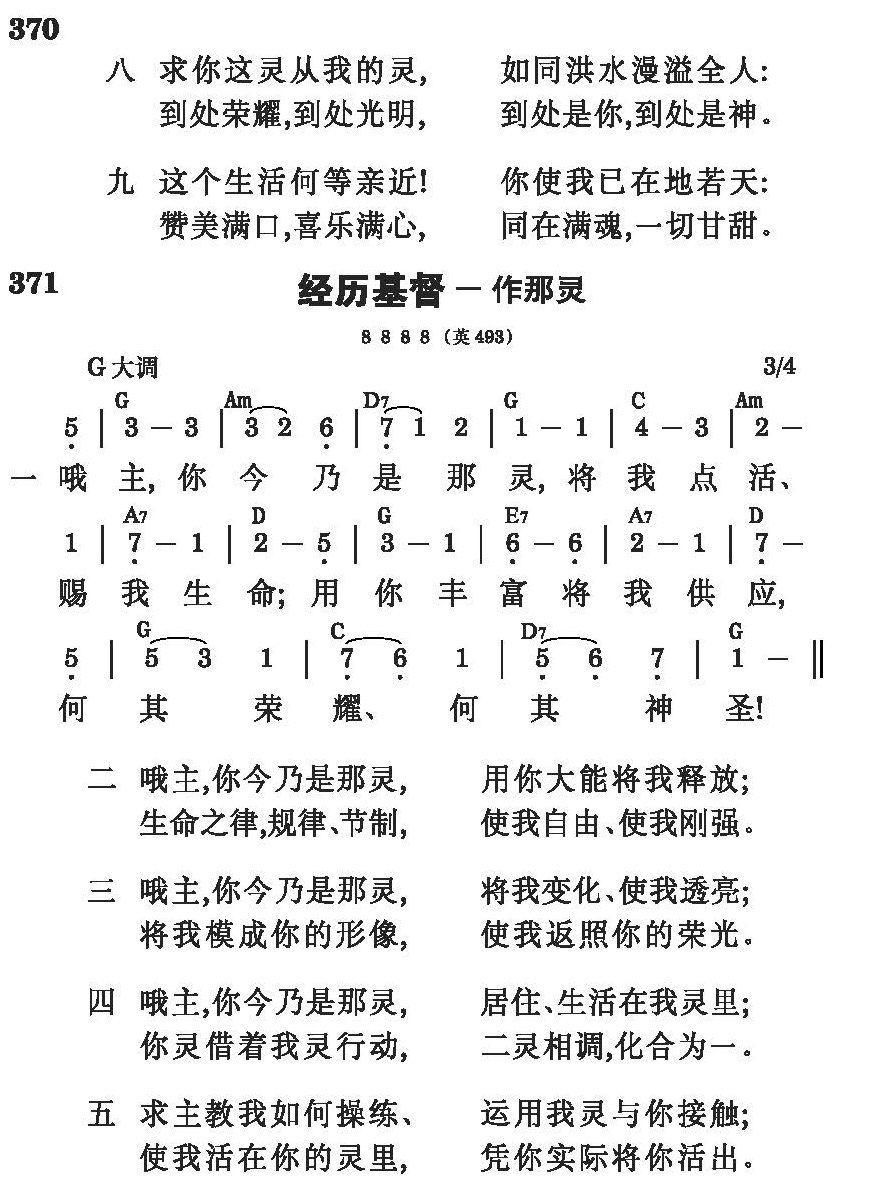 370
八 求你这灵从我的灵, 如同洪水漫溢全人:
到处荣耀,到处光明, 到处是你,到处是神。
九 这个生活何等亲近! 你使我已在地若天:
赞美满口,喜乐满心, 同在满魂,一切甘甜。
371 经历基督 — 作那灵
8 8 8 8 (英493)
G大调 3/4
G Am D7 G C Am
5̣ | 3 – 3 | 3 2 6̣ | 7̣ 1 2 | 1 – 1 | 4 – 3 | 2 –
一 哦 主, 你 今 乃 是 那 灵, 将 我 点 活、
A7 D G E7 A7 D
1 | 7̣ – 1 | 2 – 5̣ | 3 – 1 | 6̣ – 6̣ | 2 – 1 | 7̣ –
赐 我 生 命; 用 你 丰 富 将 我 供 应,
G C D7 G
5̣ | 5̣ 3 1 | 7̣ 6̣ 1 | 5̣ 6̣ 7̣ | 1 – ‖
何 其 荣 耀、 何 其 神 圣!
二 哦主,你今乃是那灵, 用你大能将我释放;
生命之律,规律、节制, 使我自由、使我刚强。
三 哦主,你今乃是那灵, 将我变化、使我透亮;
将我模成你的形像, 使我返照你的荣光。
四 哦主,你今乃是那灵, 居住、生活在我灵里;
你灵借着我灵行动, 二灵相调,化合为一。
五 求主教我如何操练、 运用我灵与你接触;
使我活在你的灵里, 凭你实际将你活出。